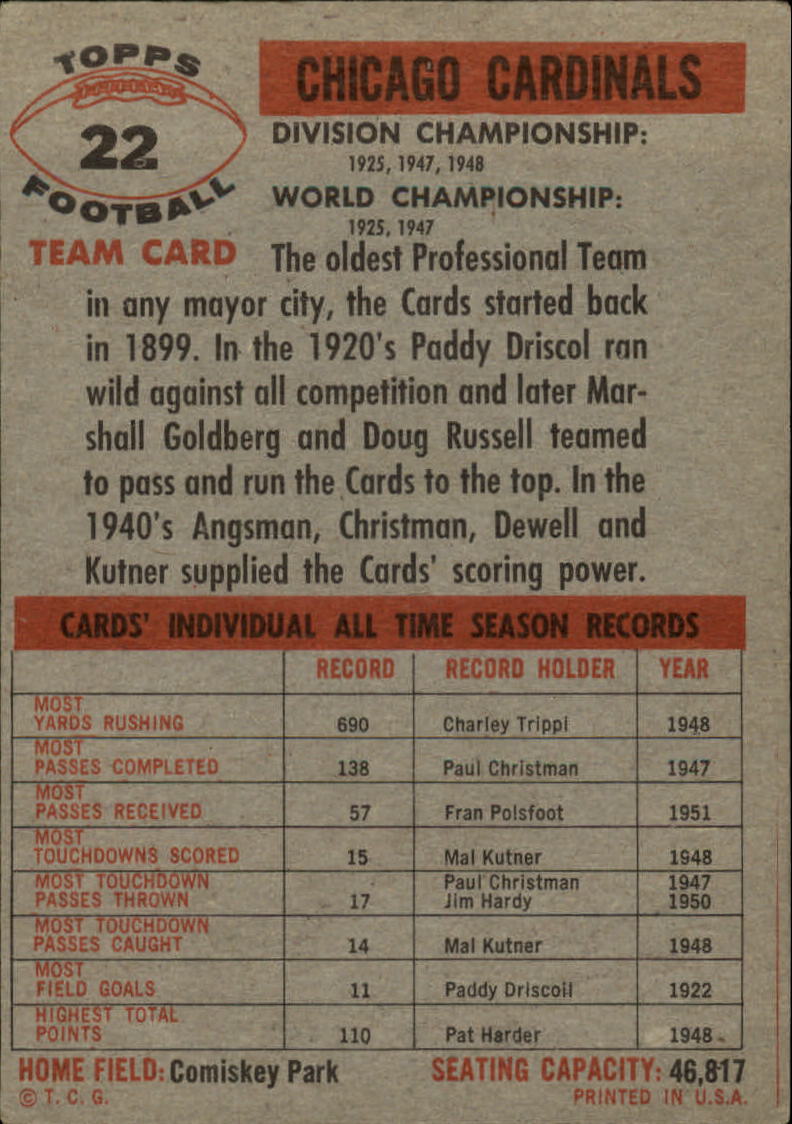 TOPPS
22
FOOTBALL
TEAM CARD
CHICAGO CARDINALS
DIVISION CHAMPIONSHIP:
1925, 1947, 1948
WORLD CHAMPIONSHIP:
1925, 1947
The oldest Professional Team
in any mayor city, the Cards started back
in 1899. In the 1920's Paddy Driscol ran
wild against all competition and later Mar-
shall Goldberg and Doug Russell teamed
to pass and run the Cards to the top. In the
1940's Angsman, Christman, Dewell and
Kutner supplied the Cards' scoring power.
CARDS' INDIVIDUAL ALL TIME SEASON RECORDS
RECORD RECORD HOLDER YEAR
MOST
YARDS RUSHING 690 Charley Trippi 1948
MOST
PASSES COMPLETED 138 Paul Christman 1947
MOST
PASSES RECEIVED 57 Fran Polsfoot 1951
MOST
TOUCHDOWNS SCORED 15 Mal Kutner 1948
MOST TOUCHDOWN Paul Christman 1947
PASSES THROWN 17 Jim Hardy 1950
MOST TOUCHDOWN
PASSES CAUGHT 14 Mal Kutner 1948
MOST
FIELD GOALS 11 Paddy Driscoll 1922
HIGHEST TOTAL
POINTS 110 Pat Harder 1948
HOME FIELD: Comiskey Park SEATING CAPACITY: 46,817
© T. C. G. PRINTED IN U.S.A.